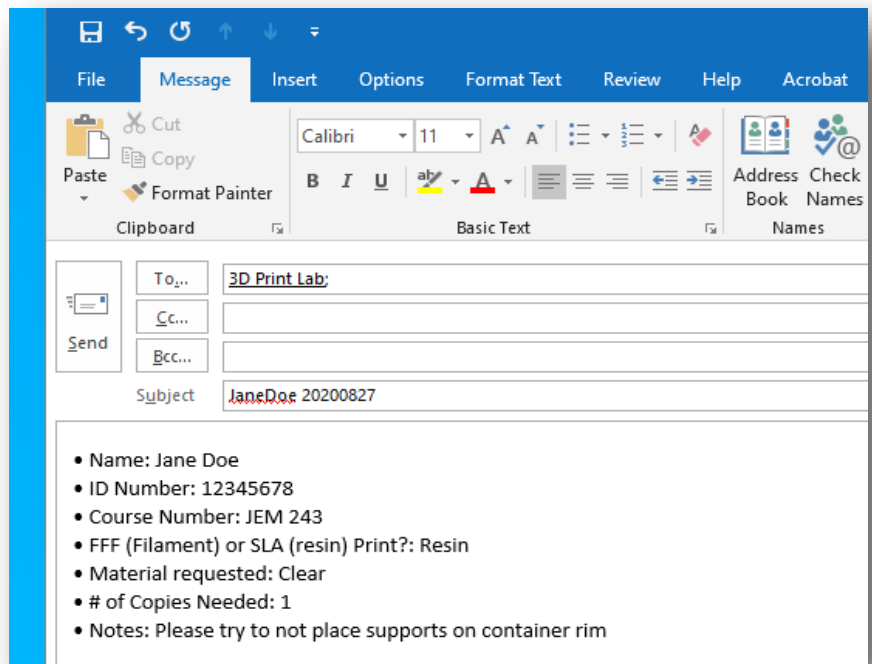 File Message Insert Options Format Text Review Help Acrobat
Cut
Copy
Format Painter
Paste
Clipboard
Calibri 11 A A
B I U ab A
Basic Text
Address Book
Check Names
Names
To... 3D Print Lab;
Cc...
Bcc...
Send
Subject JaneDoe 20200827
• Name: Jane Doe
• ID Number: 12345678
• Course Number: JEM 243
• FFF (Filament) or SLA (resin) Print?: Resin
• Material requested: Clear
• # of Copies Needed: 1
• Notes: Please try to not place supports on container rim